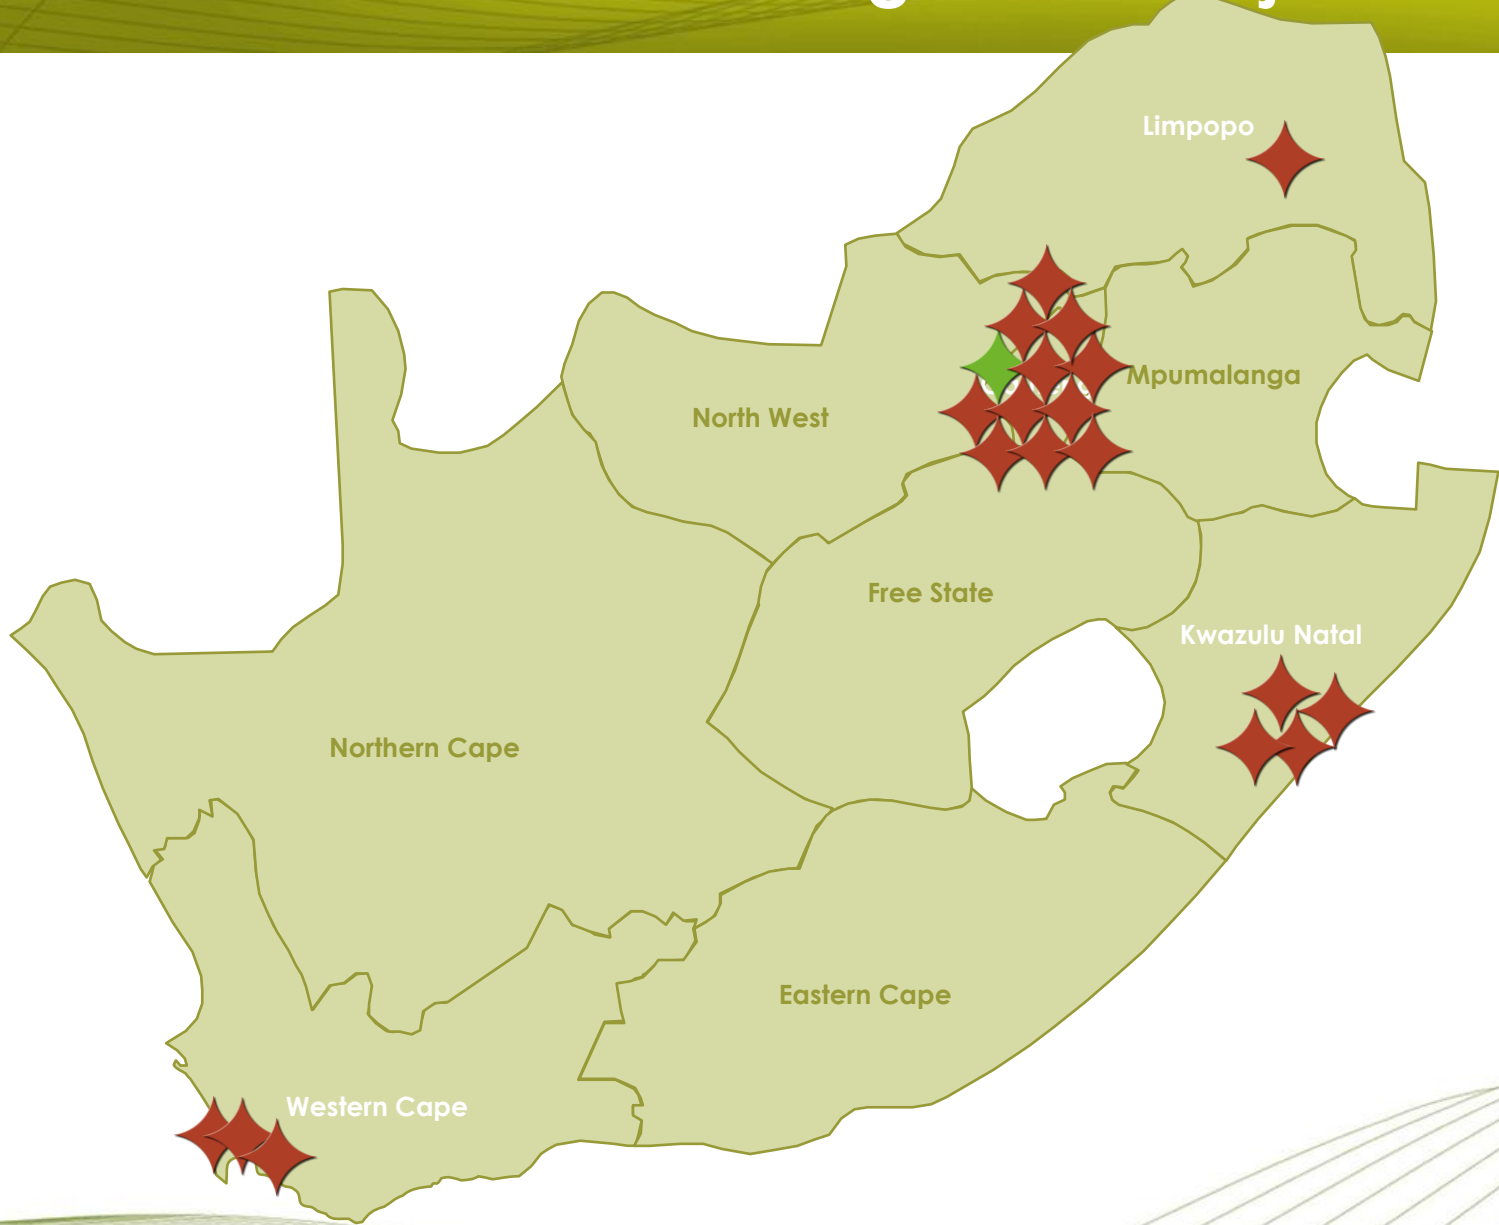 Limpopo
Mpumalanga
North West
Free State
Kwazulu Natal
Northern Cape
Eastern Cape
Western Cape